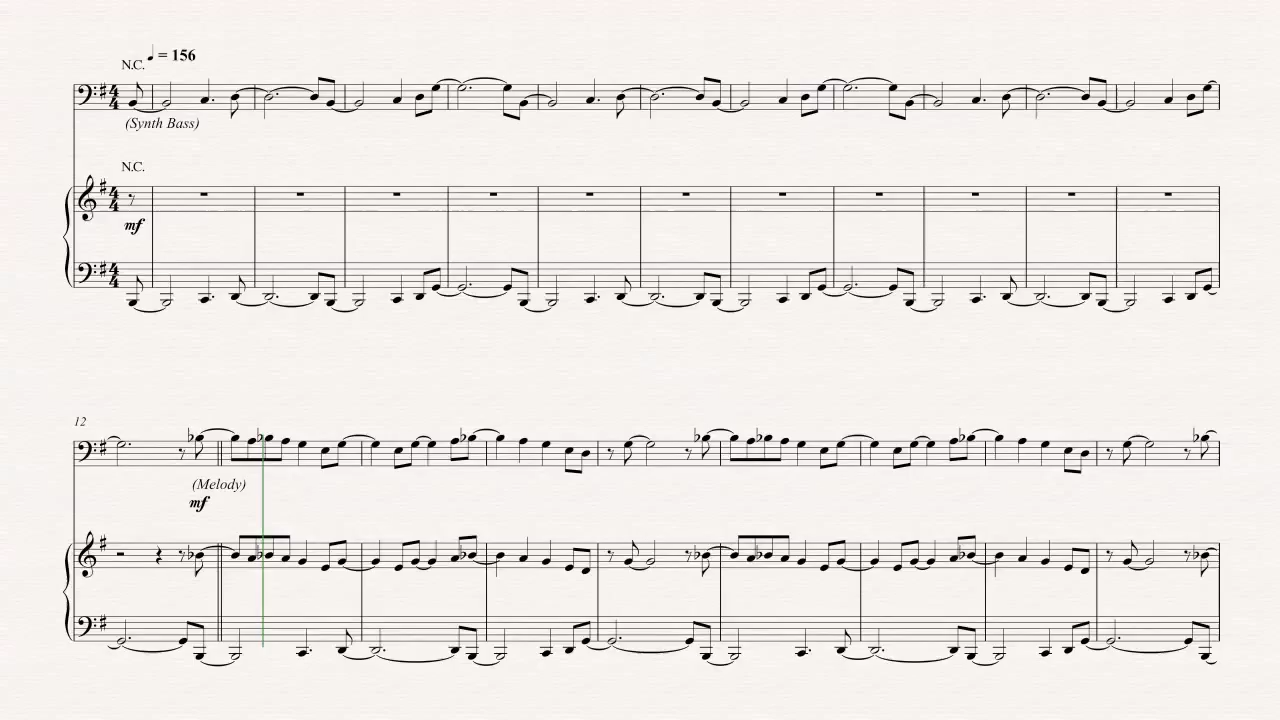 N.C. ♩ = 156
(Synth Bass)
N.C.
mf
12
(Melody)
mf